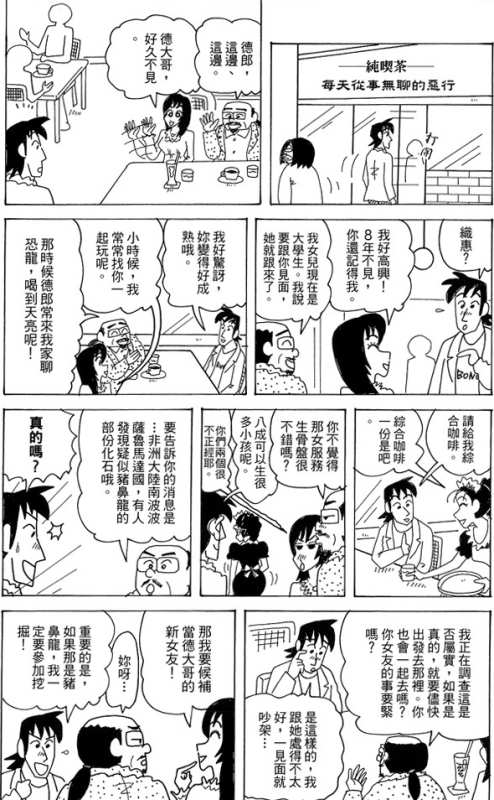 純喫茶
每天從事無聊的惡行
打開
德郎，
這邊、
這邊。
德大哥，
好久不見
。
織惠?
我好高興!
8年不見，
你還記得我。
我女兒現在是
大學生。我說
要跟你見面，
她就跟來了。
BOND
我好驚訝，
妳變得好成
熟哦。
小時候，我
常常找你一
起玩呢。
那時候德郎常來我家聊
恐龍，喝到天亮呢!
請給我綜
合咖啡。
綜合咖啡
一份是吧
。
你不覺得
那女服務
生骨盤很
不錯嗎?
八成可以生很
多小孩呢。
你們兩個很
不正經耶。
要告訴你的消息是
…非洲大陸南波波
薩魯馬達國，有人
發現疑似豬鼻龍的
部份化石哦。
真的嗎?
我正在調查這是
否屬實，如果是
真的，就要儘快
出發去那裡。你
也會一起去嗎?
你女友的事要緊
嗎?
是這樣的，我
跟她處得不太
好，一見面就
吵架…
那我要候補
當德大哥的
新女友!
妳呀…
重要的是，
如果那是豬
鼻龍，我一
定要參加挖
掘!